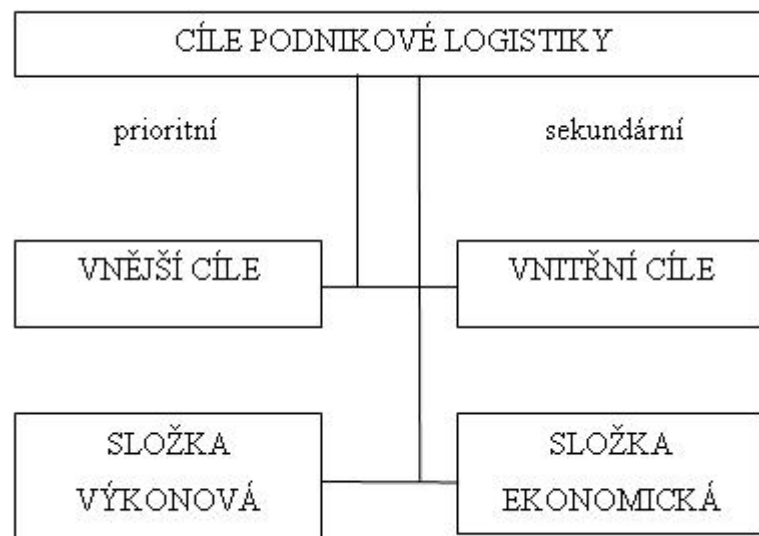 CÍLE PODNIKOVÉ LOGISTIKY
prioritní
sekundární
VNĚJŠÍ CÍLE
VNITŘNÍ CÍLE
SLOŽKA
VÝKONOVÁ
SLOŽKA
EKONOMICKÁ